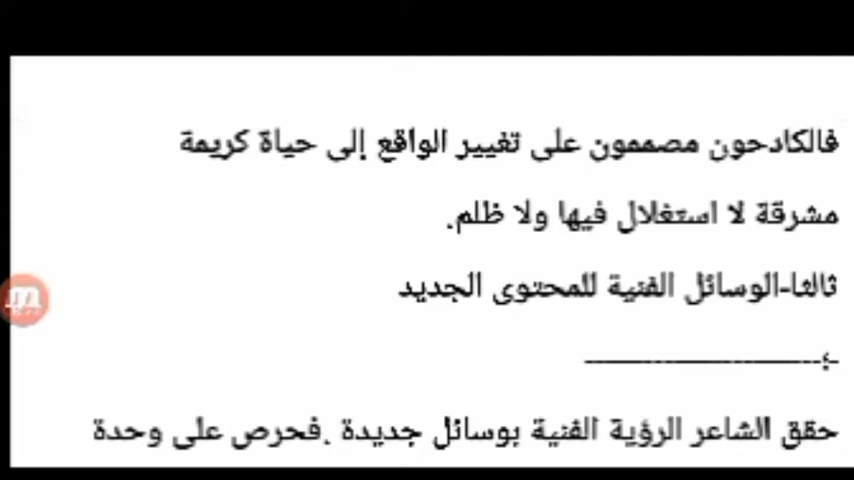 فالكادحون مصممون على تغيير الواقع إلى حياة كريمة
مشرقة لا استغلال فيها ولا ظلم.
ثالثا-الوسائل الفنية للمحتوى الجديد
-؛-----------------------------
حقق الشاعر الرؤية الفنية بوسائل جديدة .فحرص على وحدة